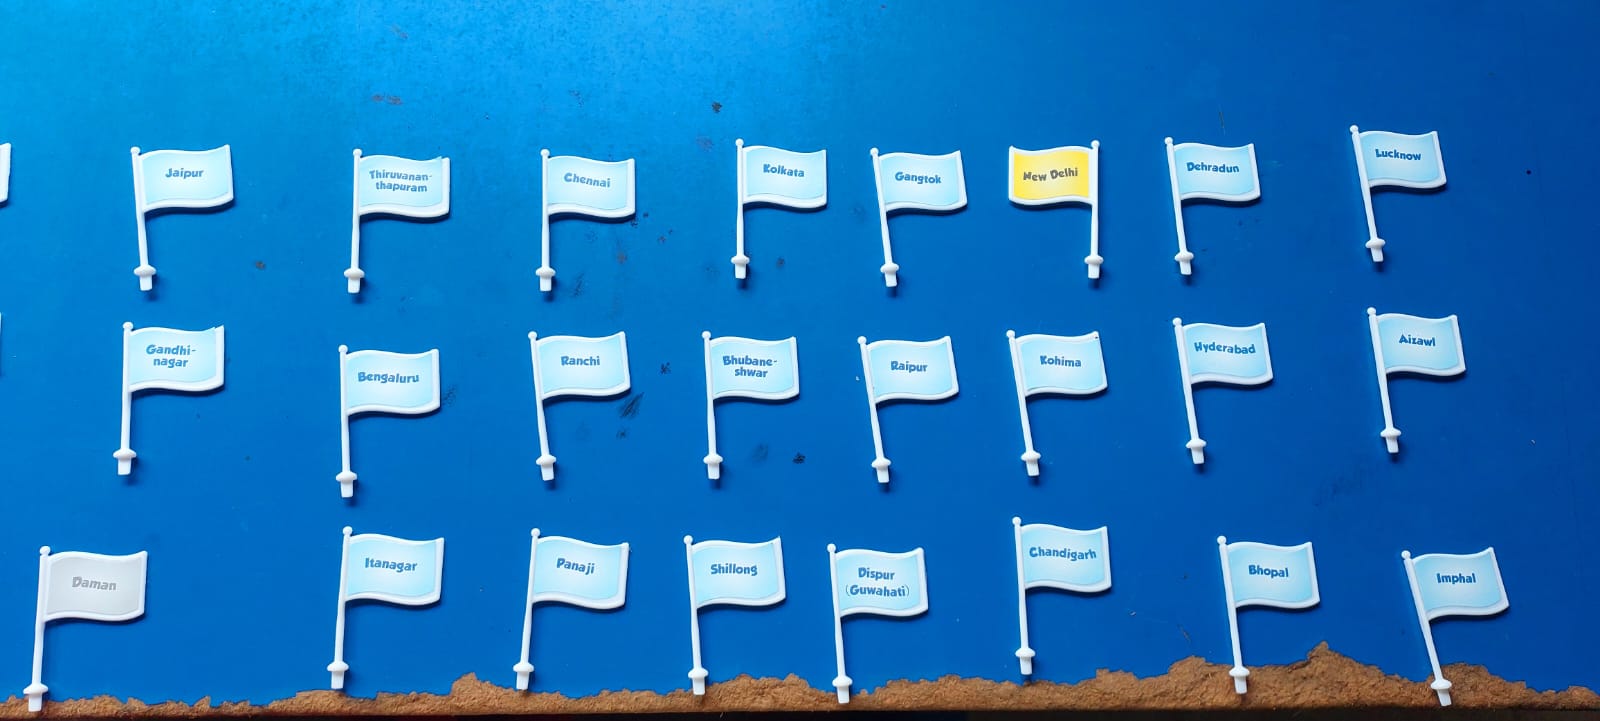 Jaipur
Thiruvanan-
thapuram
Chennai
Kolkata
Gangtok
New Delhi
Dehradun
Lucknow
Gandhi-
nagar
Bengaluru
Ranchi
Bhubane-
shwar
Raipur
Kohima
Hyderabad
Aizawl
Daman
Itanagar
Panaji
Shillong
Dispur
(Guwahati)
Chandigarh
Bhopal
Imphal